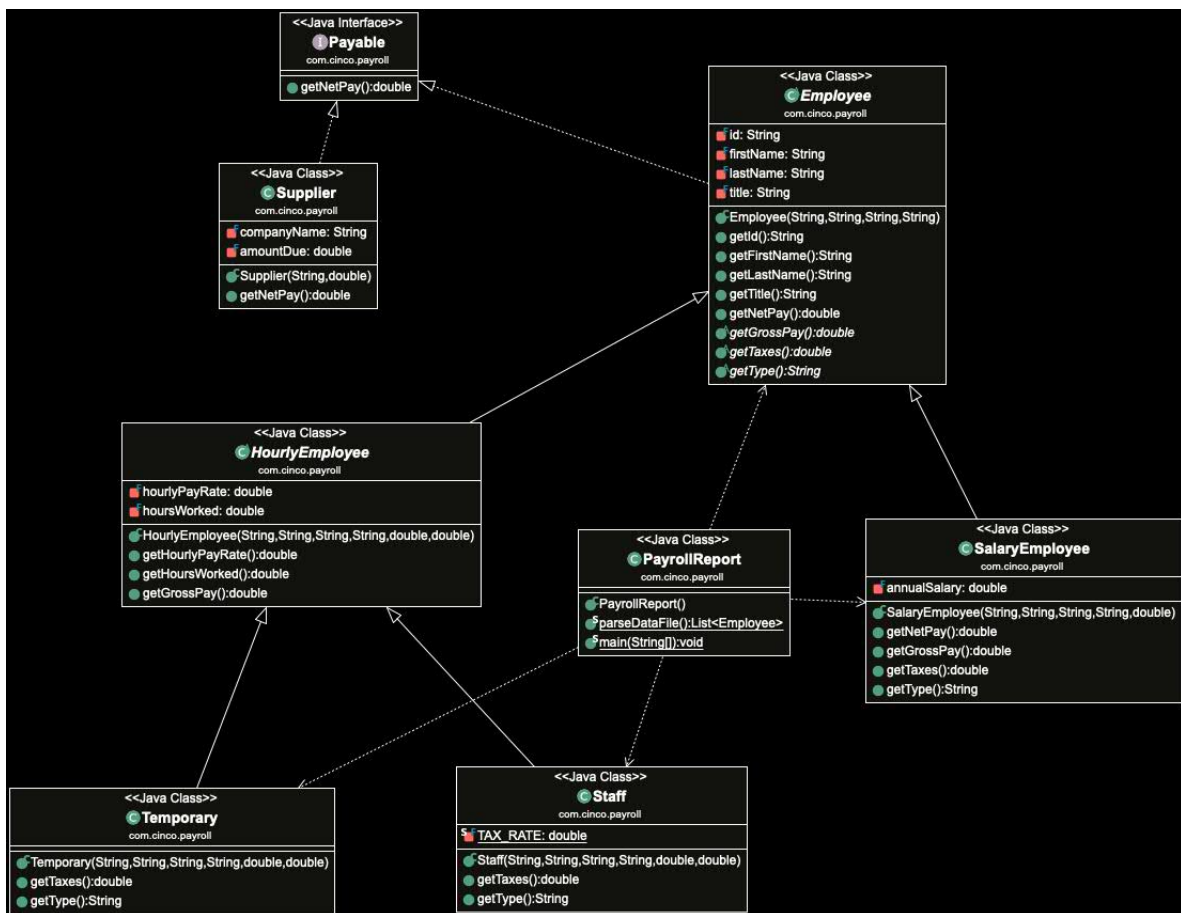 <<Java Interface>>
Payable
com.cinco.payroll
getNetPay():double
<<Java Class>>
Employee
com.cinco.payroll
id: String
firstName: String
lastName: String
title: String
Employee(String,String,String,String)
getId():String
getFirstName():String
getLastName():String
getTitle():String
getNetPay():double
getGrossPay():double
getTaxes():double
getType():String
<<Java Class>>
Supplier
com.cinco.payroll
companyName: String
amountDue: double
Supplier(String,double)
getNetPay():double
<<Java Class>>
HourlyEmployee
com.cinco.payroll
hourlyPayRate: double
hoursWorked: double
HourlyEmployee(String,String,String,String,double,double)
getHourlyPayRate():double
getHoursWorked():double
getGrossPay():double
<<Java Class>>
PayrollReport
com.cinco.payroll
PayrollReport()
parseDataFile():List<Employee>
main(String[]):void
<<Java Class>>
SalaryEmployee
com.cinco.payroll
annualSalary: double
SalaryEmployee(String,String,String,String,double)
getNetPay():double
getGrossPay():double
getTaxes():double
getType():String
<<Java Class>>
Temporary
com.cinco.payroll
Temporary(String,String,String,String,double,double)
getTaxes():double
getType():String
<<Java Class>>
Staff
com.cinco.payroll
TAX_RATE: double
Staff(String,String,String,String,double,double)
getTaxes():double
getType():String